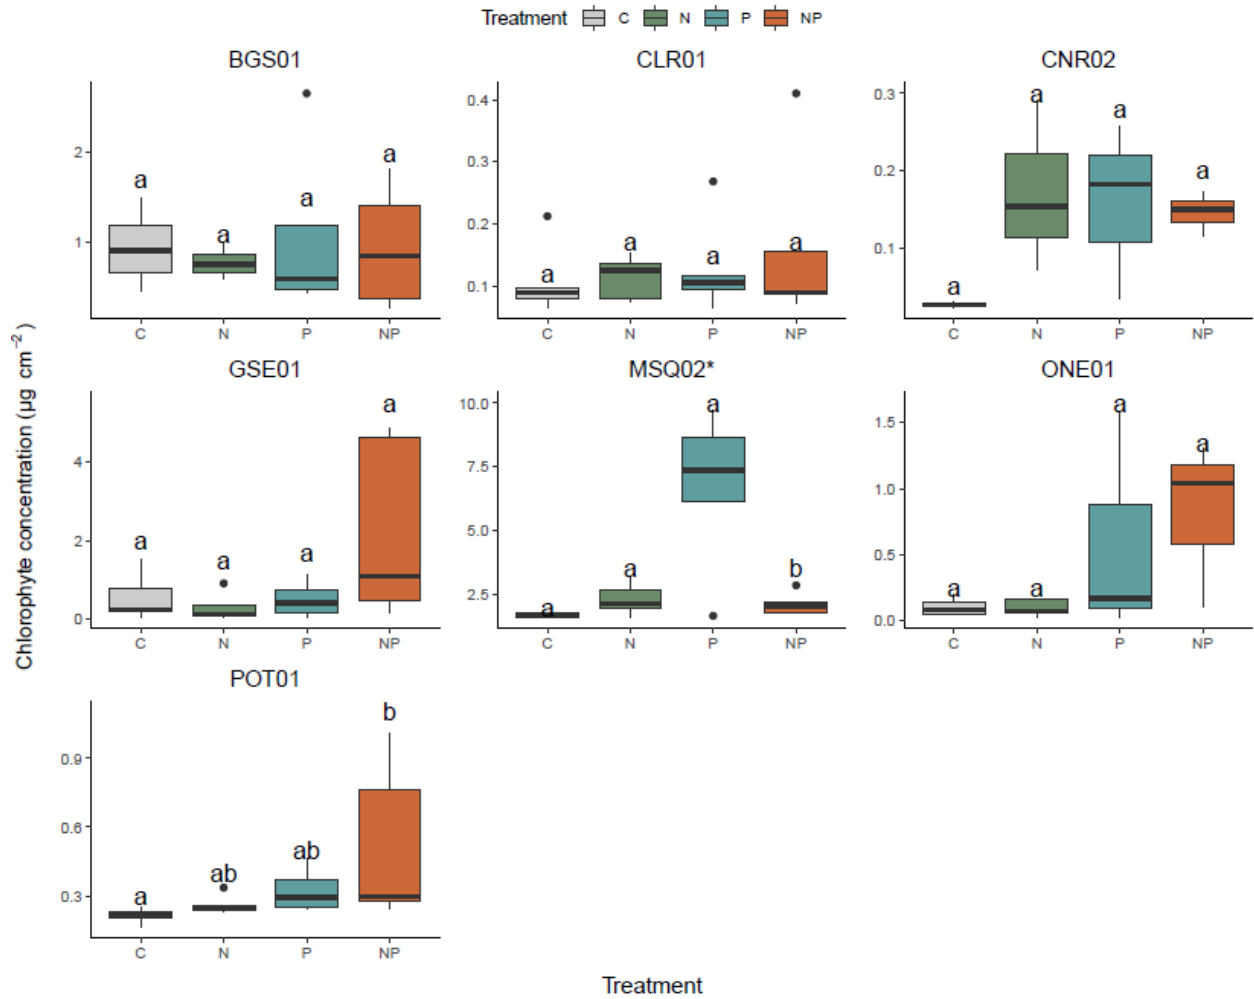 Treatment C N P NP
BGS01 CLR01 CNR02
2
1
a a a a
C N P NP
0.4
0.3
0.2
0.1
a a a a
C N P NP
0.3
0.2
0.1
a a a a
C N P NP
GSE01 MSQ02* ONE01
4
2
0
a a a a
C N P NP
10.0
7.5
5.0
2.5
a a a b
C N P NP
1.5
1.0
0.5
0.0
a a a a
C N P NP
POT01
0.9
0.6
0.3
a ab ab b
C N P NP
Chlorophyte concentration (µg cm⁻²)
Treatment